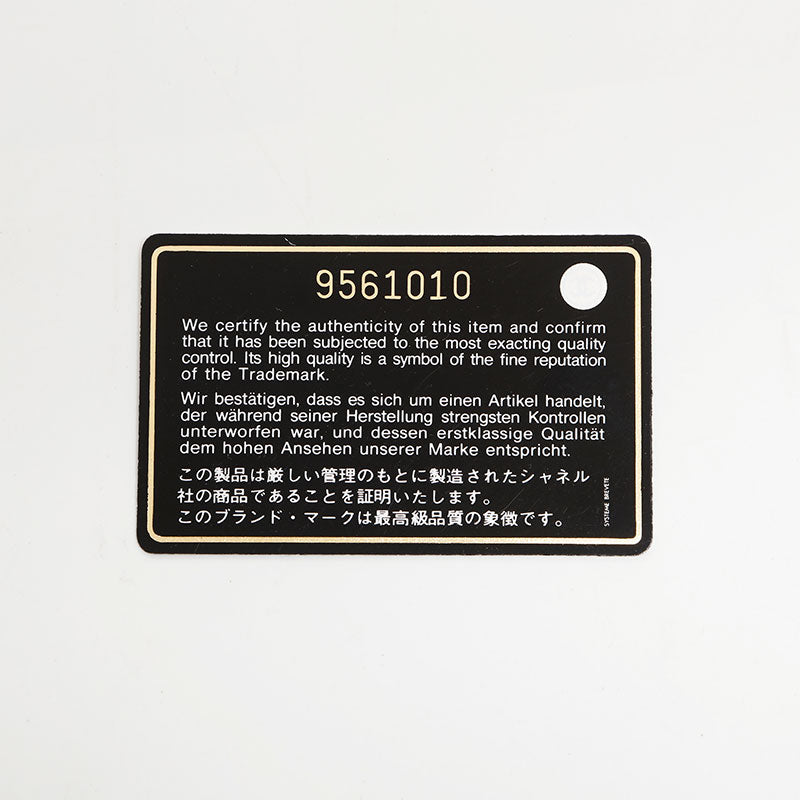 9561010
We certify the authenticity of this item and confirm
that it has been subjected to the most exacting quality
control. Its high quality is a symbol of the fine reputation
of the Trademark.
Wir bestätigen, dass es sich um einen Artikel handelt,
der während seiner Herstellung strengsten Kontrollen
unterworfen war, und dessen erstklassige Qualität
dem hohen Ansehen unserer Marke entspricht.
この製品は厳しい管理のもとに製造されたシャネル
社の商品であることを証明いたします。
このブランド・マークは最高級品質の象徴です。
SYSTEME BREVETE